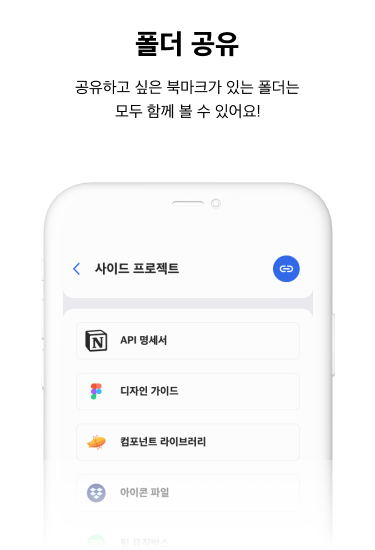 폴더 공유
공유하고 싶은 북마크가 있는 폴더는
모두 함께 볼 수 있어요!
사이드 프로젝트
API 명세서
디자인 가이드
컴포넌트 라이브러리
아이콘 파일